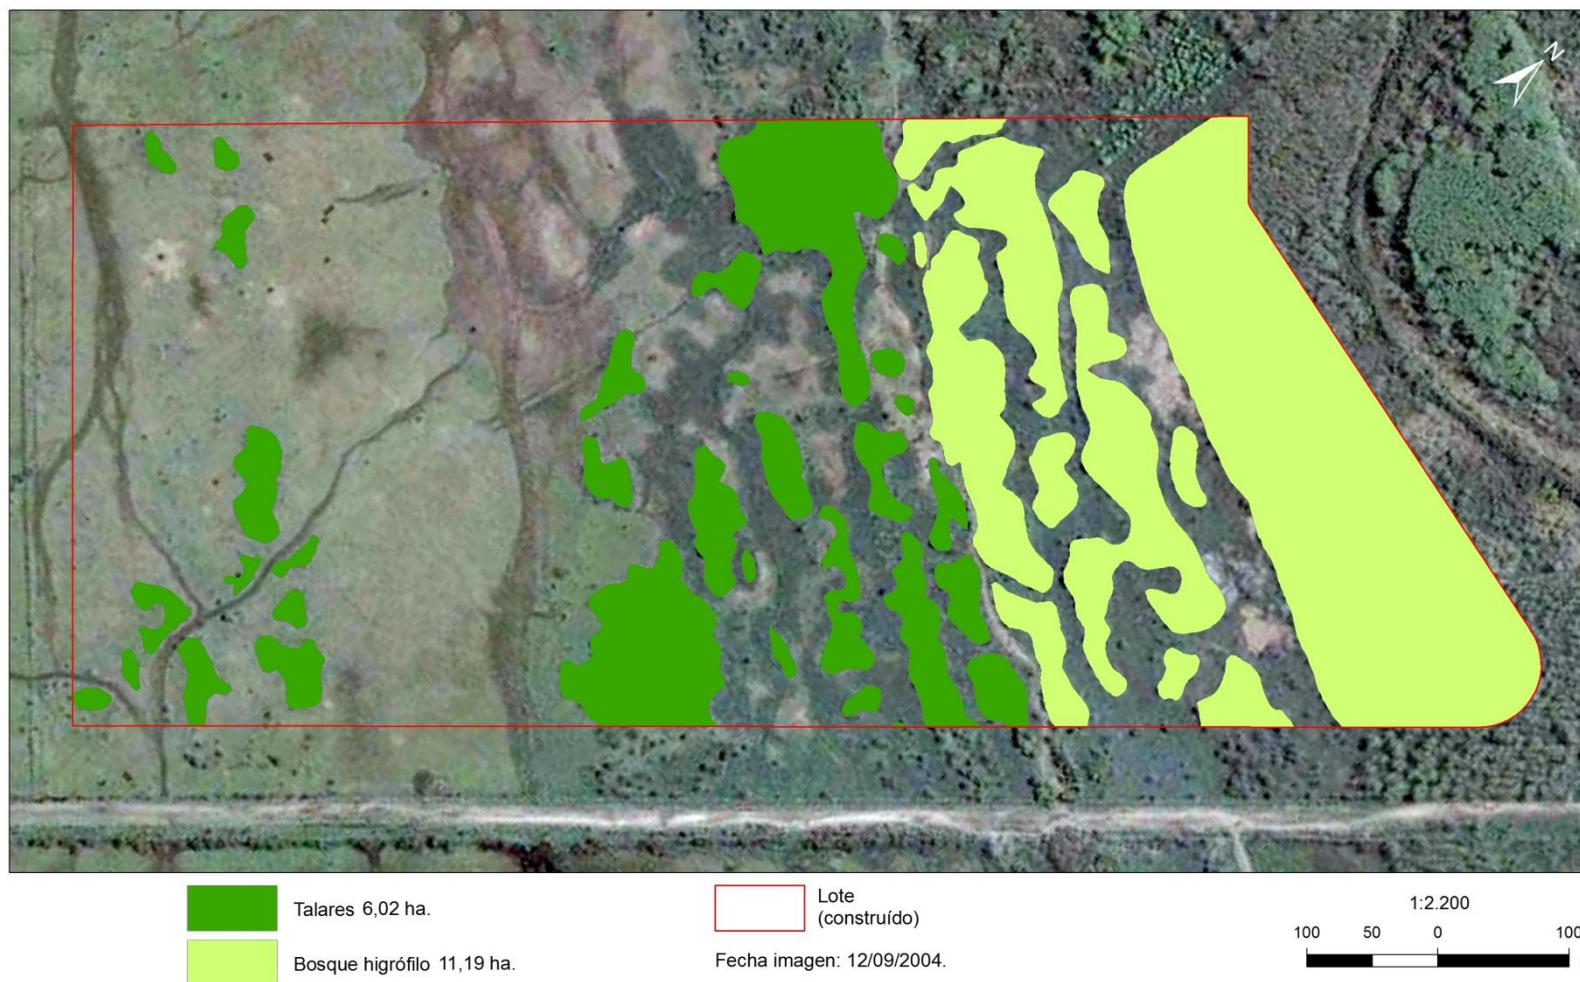 N
Talares 6,02 ha.
Bosque higrófilo 11,19 ha.
Lote
(construído)
Fecha imagen: 12/09/2004.
1:2.200
100 50 0 100